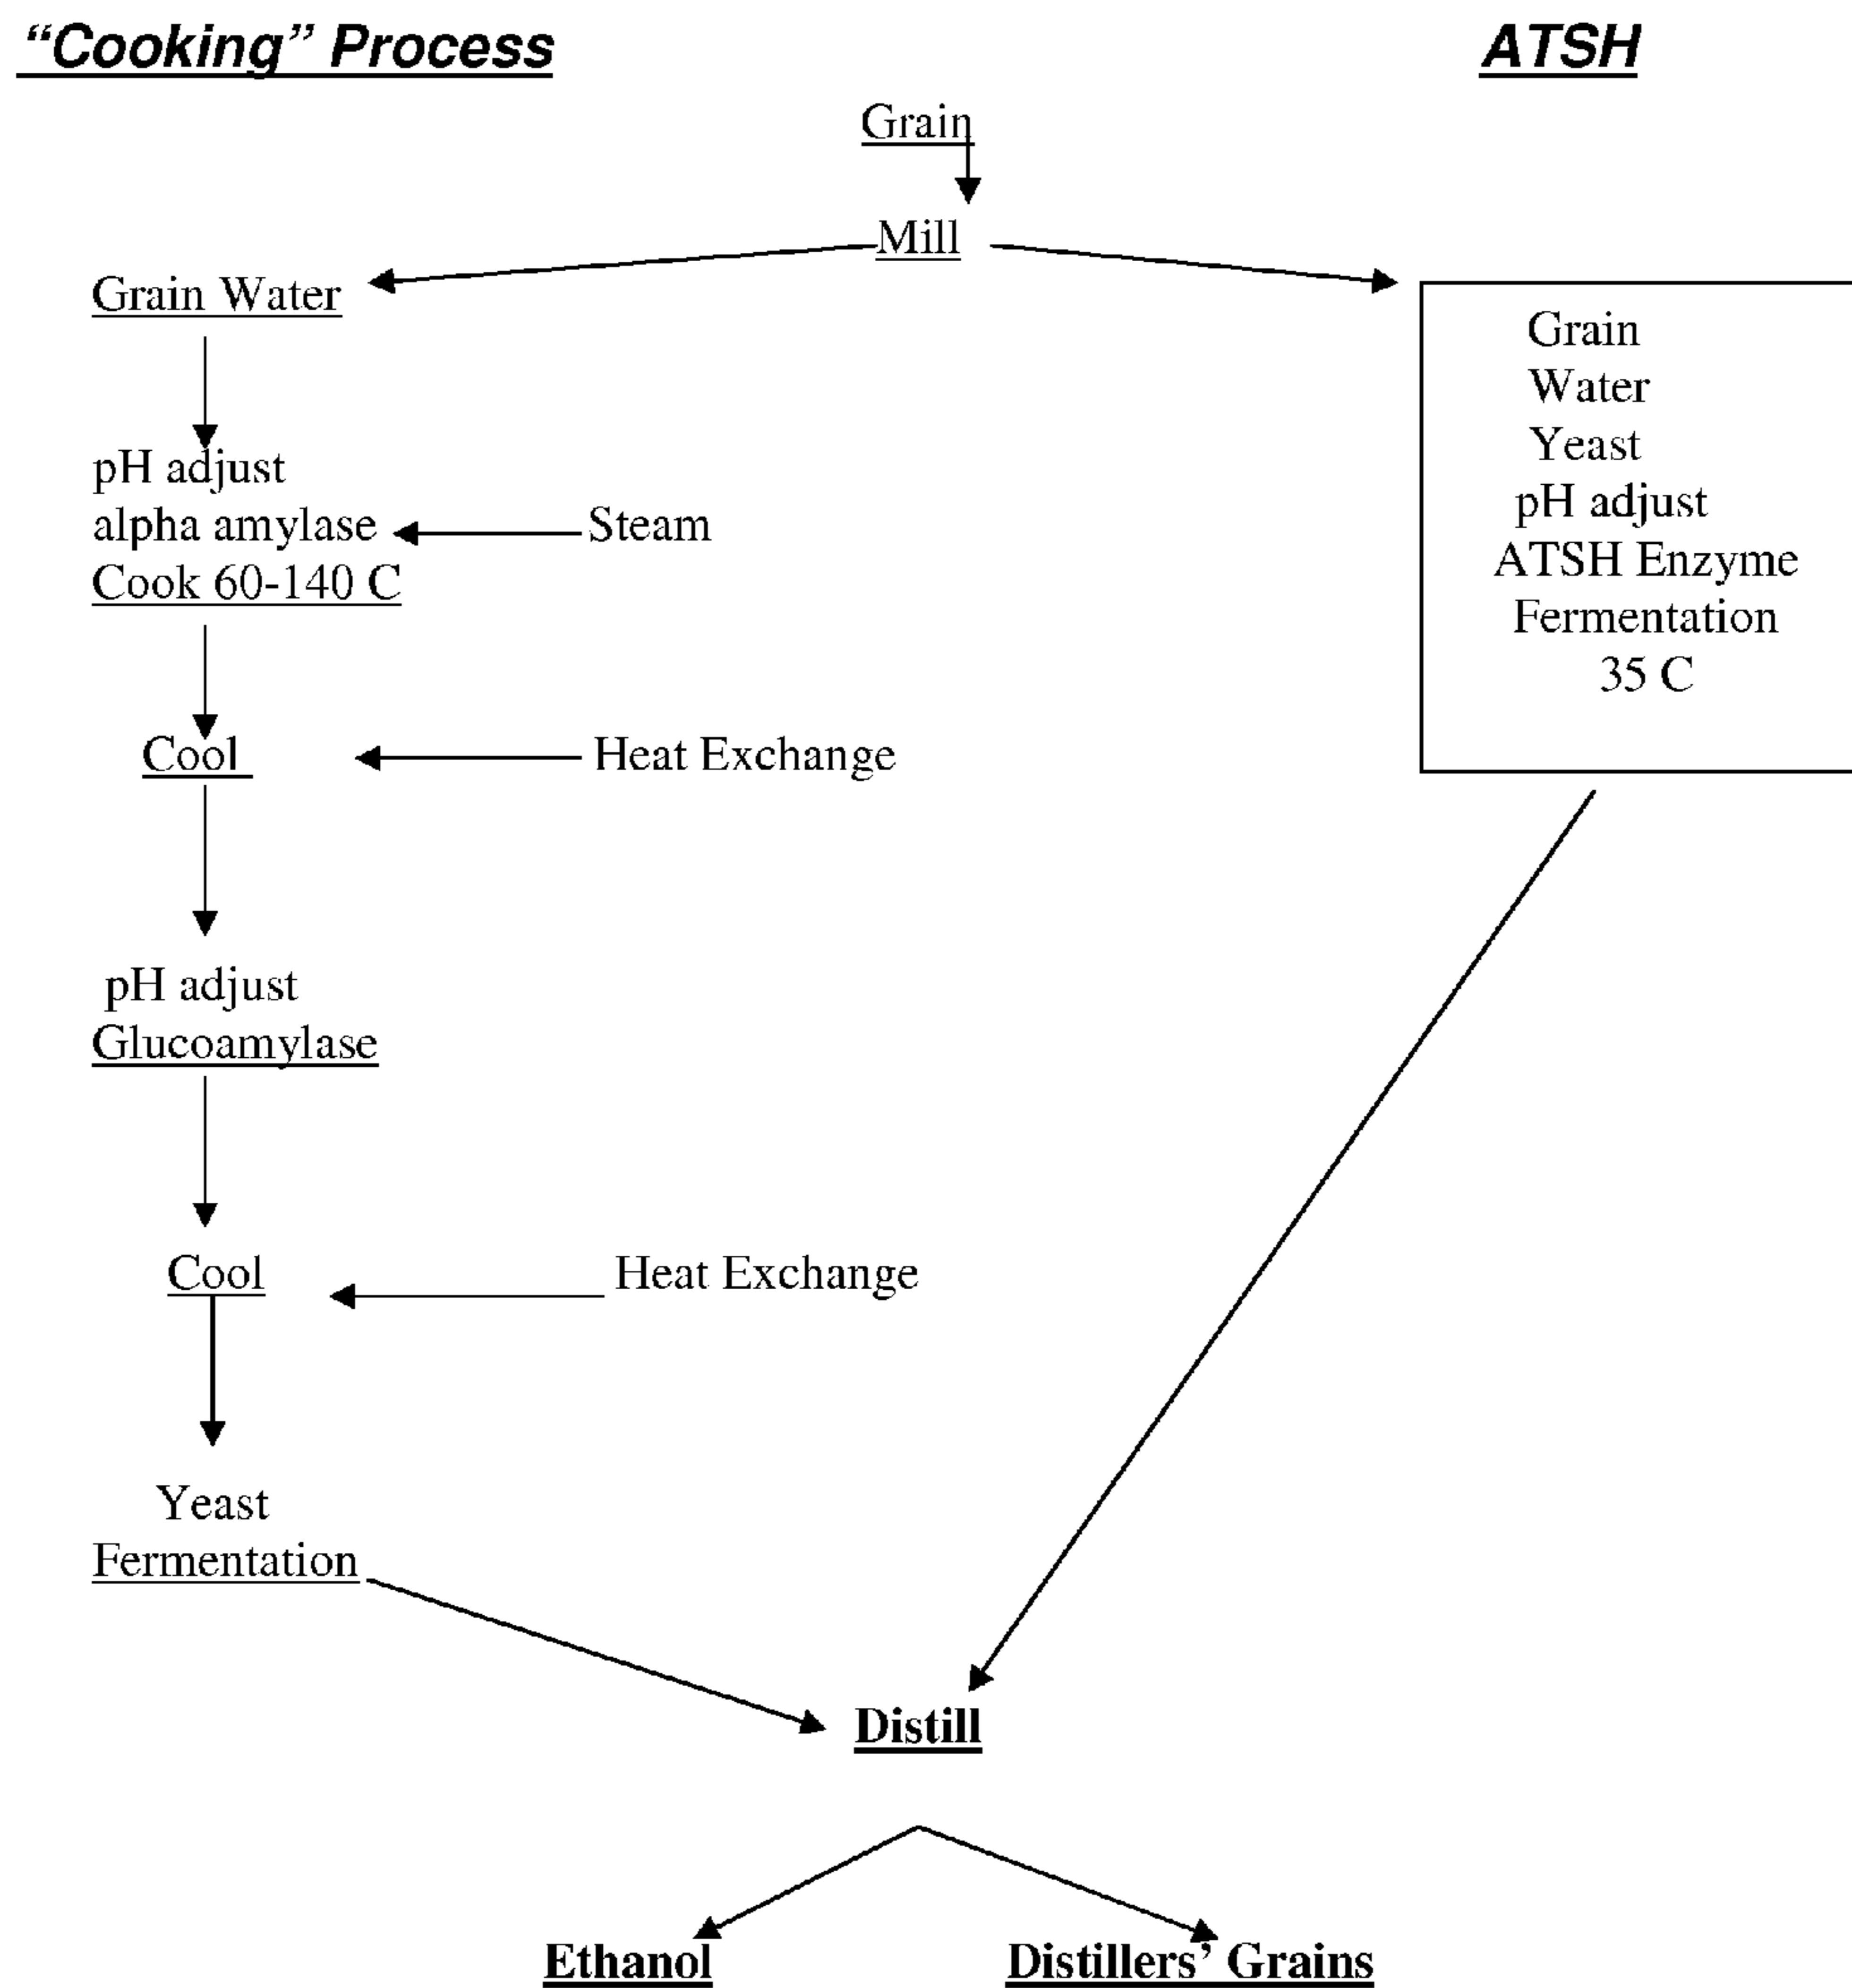 “Cooking” Process
ATSH
Grain
Mill
Grain Water
pH adjust
alpha amylase
Cook 60-140 C
Steam
Cool
Heat Exchange
pH adjust
Glucoamylase
Cool
Heat Exchange
Yeast
Fermentation
Grain
Water
Yeast
pH adjust
ATSH Enzyme
Fermentation
35 C
Distill
Ethanol
Distillers’ Grains